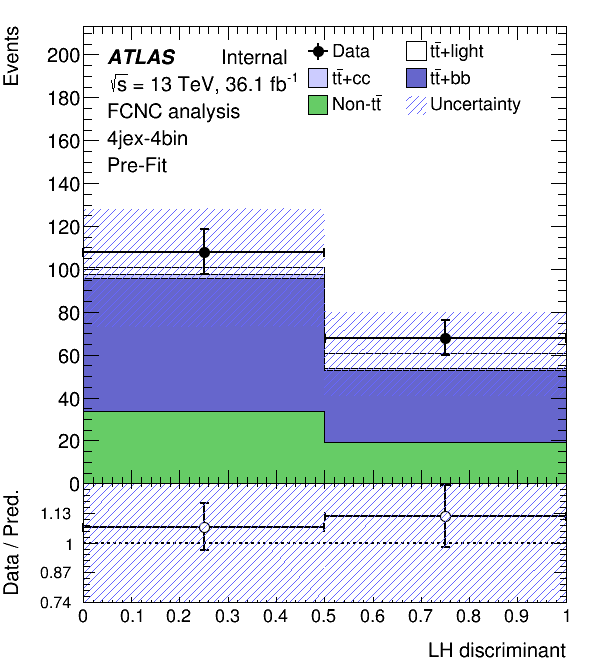 Events
200
180
160
140
120
100
80
60
40
20
0
ATLAS Internal
√s = 13 TeV, 36.1 fb⁻¹
FCNC analysis
4jex-4bin
Pre-Fit
Data
tt̄+light
tt̄+cc
tt̄+bb
Non-tt̄
Uncertainty
Data / Pred.
1.13
1
0.87
0.74
0 0.1 0.2 0.3 0.4 0.5 0.6 0.7 0.8 0.9 1
LH discriminant